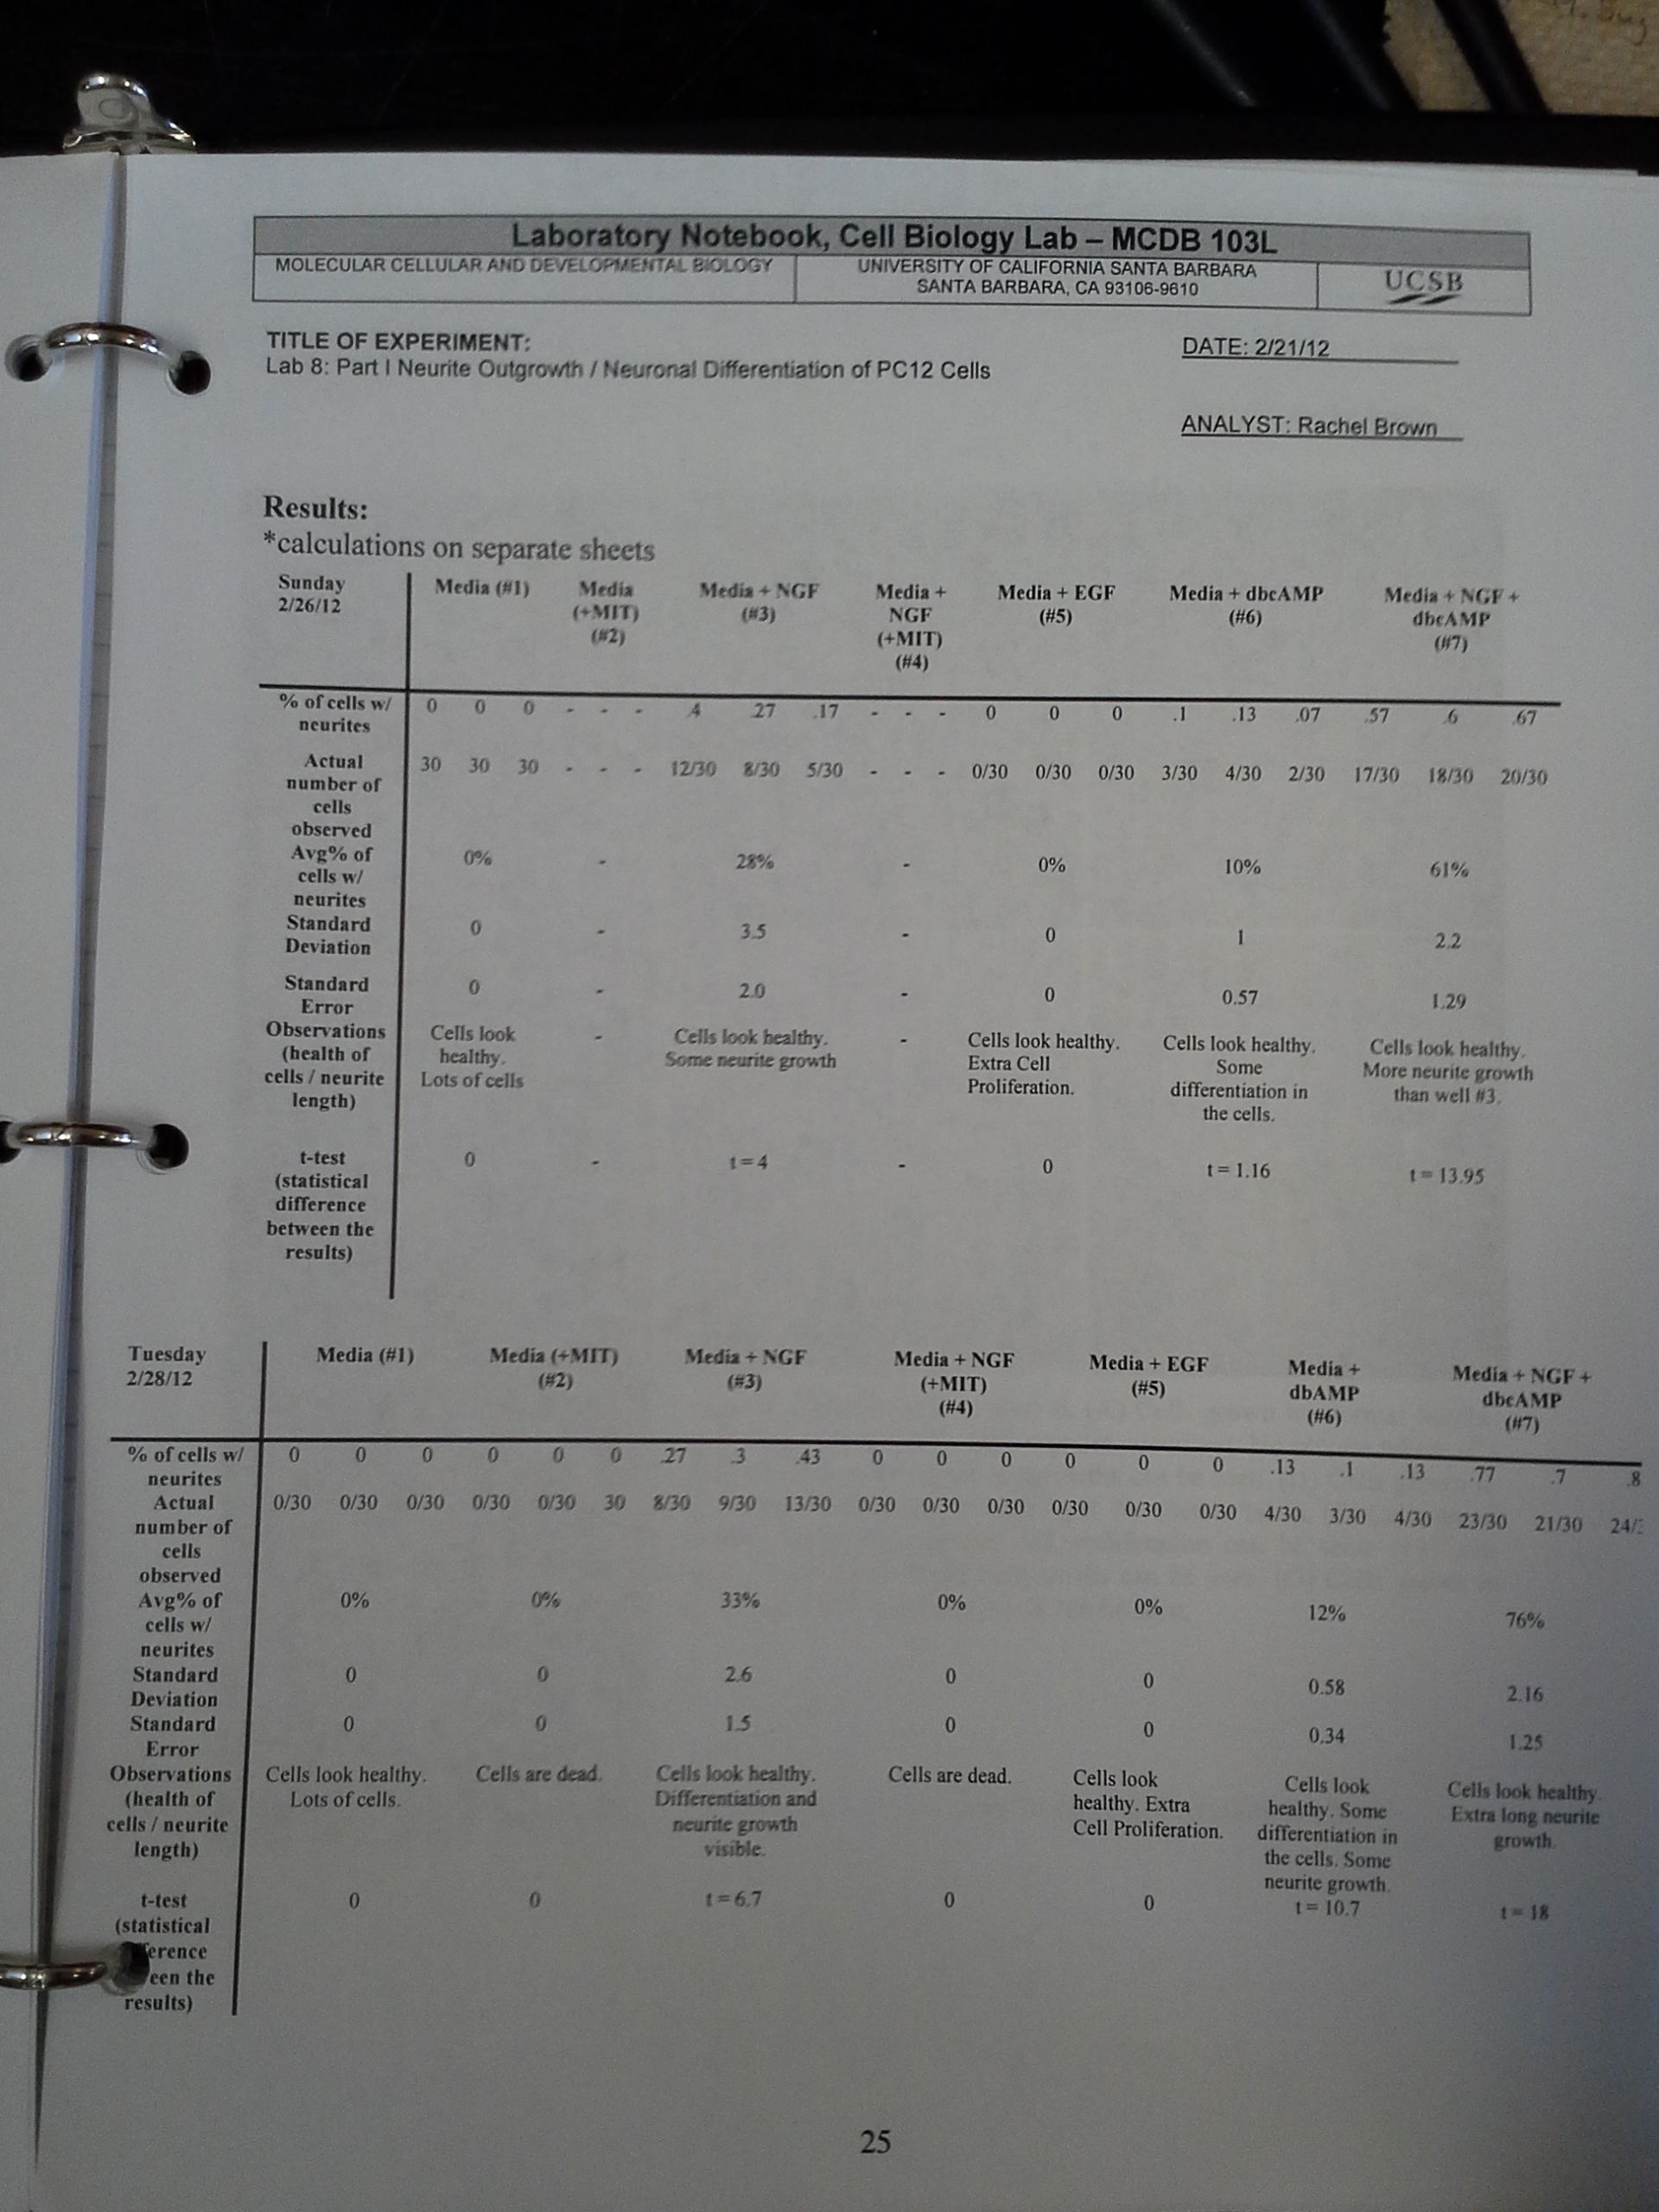 Laboratory Notebook, Cell Biology Lab – MCDB 103L
MOLECULAR CELLULAR AND DEVELOPMENTAL BIOLOGY
UNIVERSITY OF CALIFORNIA SANTA BARBARA
SANTA BARBARA, CA 93106-9610
UCSB
TITLE OF EXPERIMENT:
Lab 8: Part I Neurite Outgrowth / Neuronal Differentiation of PC12 Cells
DATE: 2/21/12
ANALYST: Rachel Brown
Results:
*calculations on separate sheets
Sunday 2/26/12 Media (#1) Media (+MIT) (#2) Media + NGF (#3) Media + NGF (+MIT) (#4) Media + EGF (#5) Media + dbcAMP (#6) Media + NGF + dbcAMP (#7)
% of cells w/ neurites 0 0 0 - - - .4 .27 .17 - - - 0 0 0 .1 .13 .07 .57 .6 .67
Actual number of cells observed 30 30 30 - - - 12/30 8/30 5/30 - - - 0/30 0/30 0/30 3/30 4/30 2/30 17/30 18/30 20/30
Avg% of cells w/ neurites 0% - 28% - 0% 10% 61%
Standard Deviation 0 - 3.5 - 0 1 2.2
Standard Error 0 - 2.0 - 0 0.57 1.29
Observations (health of cells / neurite length) Cells look healthy. Lots of cells - Cells look healthy. Some neurite growth - Cells look healthy. Extra Cell Proliferation. Cells look healthy. Some differentiation in the cells. Cells look healthy. More neurite growth than well #3.
t-test (statistical difference between the results) 0 - t = 4 - 0 t = 1.16 t = 13.95
Tuesday 2/28/12 Media (#1) Media (+MIT) (#2) Media + NGF (#3) Media + NGF (+MIT) (#4) Media + EGF (#5) Media + dbAMP (#6) Media + NGF + dbcAMP (#7)
% of cells w/ neurites 0 0 0 0 0 0 .27 .3 .43 0 0 0 0 0 0 .13 .1 .13 .77 .7 .8
Actual number of cells observed 0/30 0/30 0/30 0/30 0/30 30 8/30 9/30 13/30 0/30 0/30 0/30 0/30 0/30 0/30 4/30 3/30 4/30 23/30 21/30 24/
Avg% of cells w/ neurites 0% 0% 33% 0% 0% 12% 76%
Standard Deviation 0 0 2.6 0 0 0.58 2.16
Standard Error 0 0 1.5 0 0 0.34 1.25
Observations (health of cells / neurite length) Cells look healthy. Lots of cells. Cells are dead. Cells look healthy. Differentiation and neurite growth visible. Cells are dead. Cells look healthy. Extra Cell Proliferation. Cells look healthy. Some differentiation in the cells. Some neurite growth. Cells look healthy. Extra long neurite growth.
t-test (statistical erence een the results) 0 0 t = 6.7 0 0 t = 10.7 t = 18
25